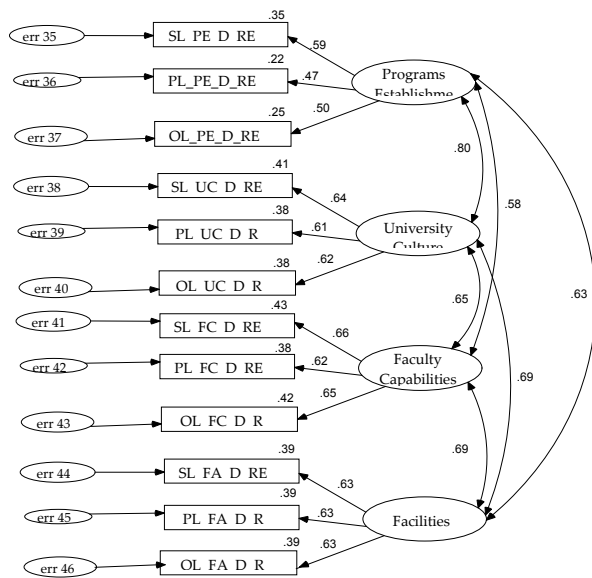 .35
err 35
SL_PE_D_RE
.59
.22
err 36
PL_PE_D_RE
.47
Programs
Establishme
.25
.50
err 37
OL_PE_D_RE
.80
.41
err 38
SL UC D RE
.64
.58
.38
err 39
PL UC D R
.61
University
Culture
.38
.62
err 40
OL UC D R
.65
.63
.43
err 41
SL FC D RE
.66
.38
err 42
PL FC D RE
.62
Faculty
Capabilities
.69
.42
.65
err 43
OL FC D R
.69
.39
err 44
SL FA D RE
.63
.39
err 45
PL FA D R
.63
Facilities
.39
.63
err 46
OL FA D R